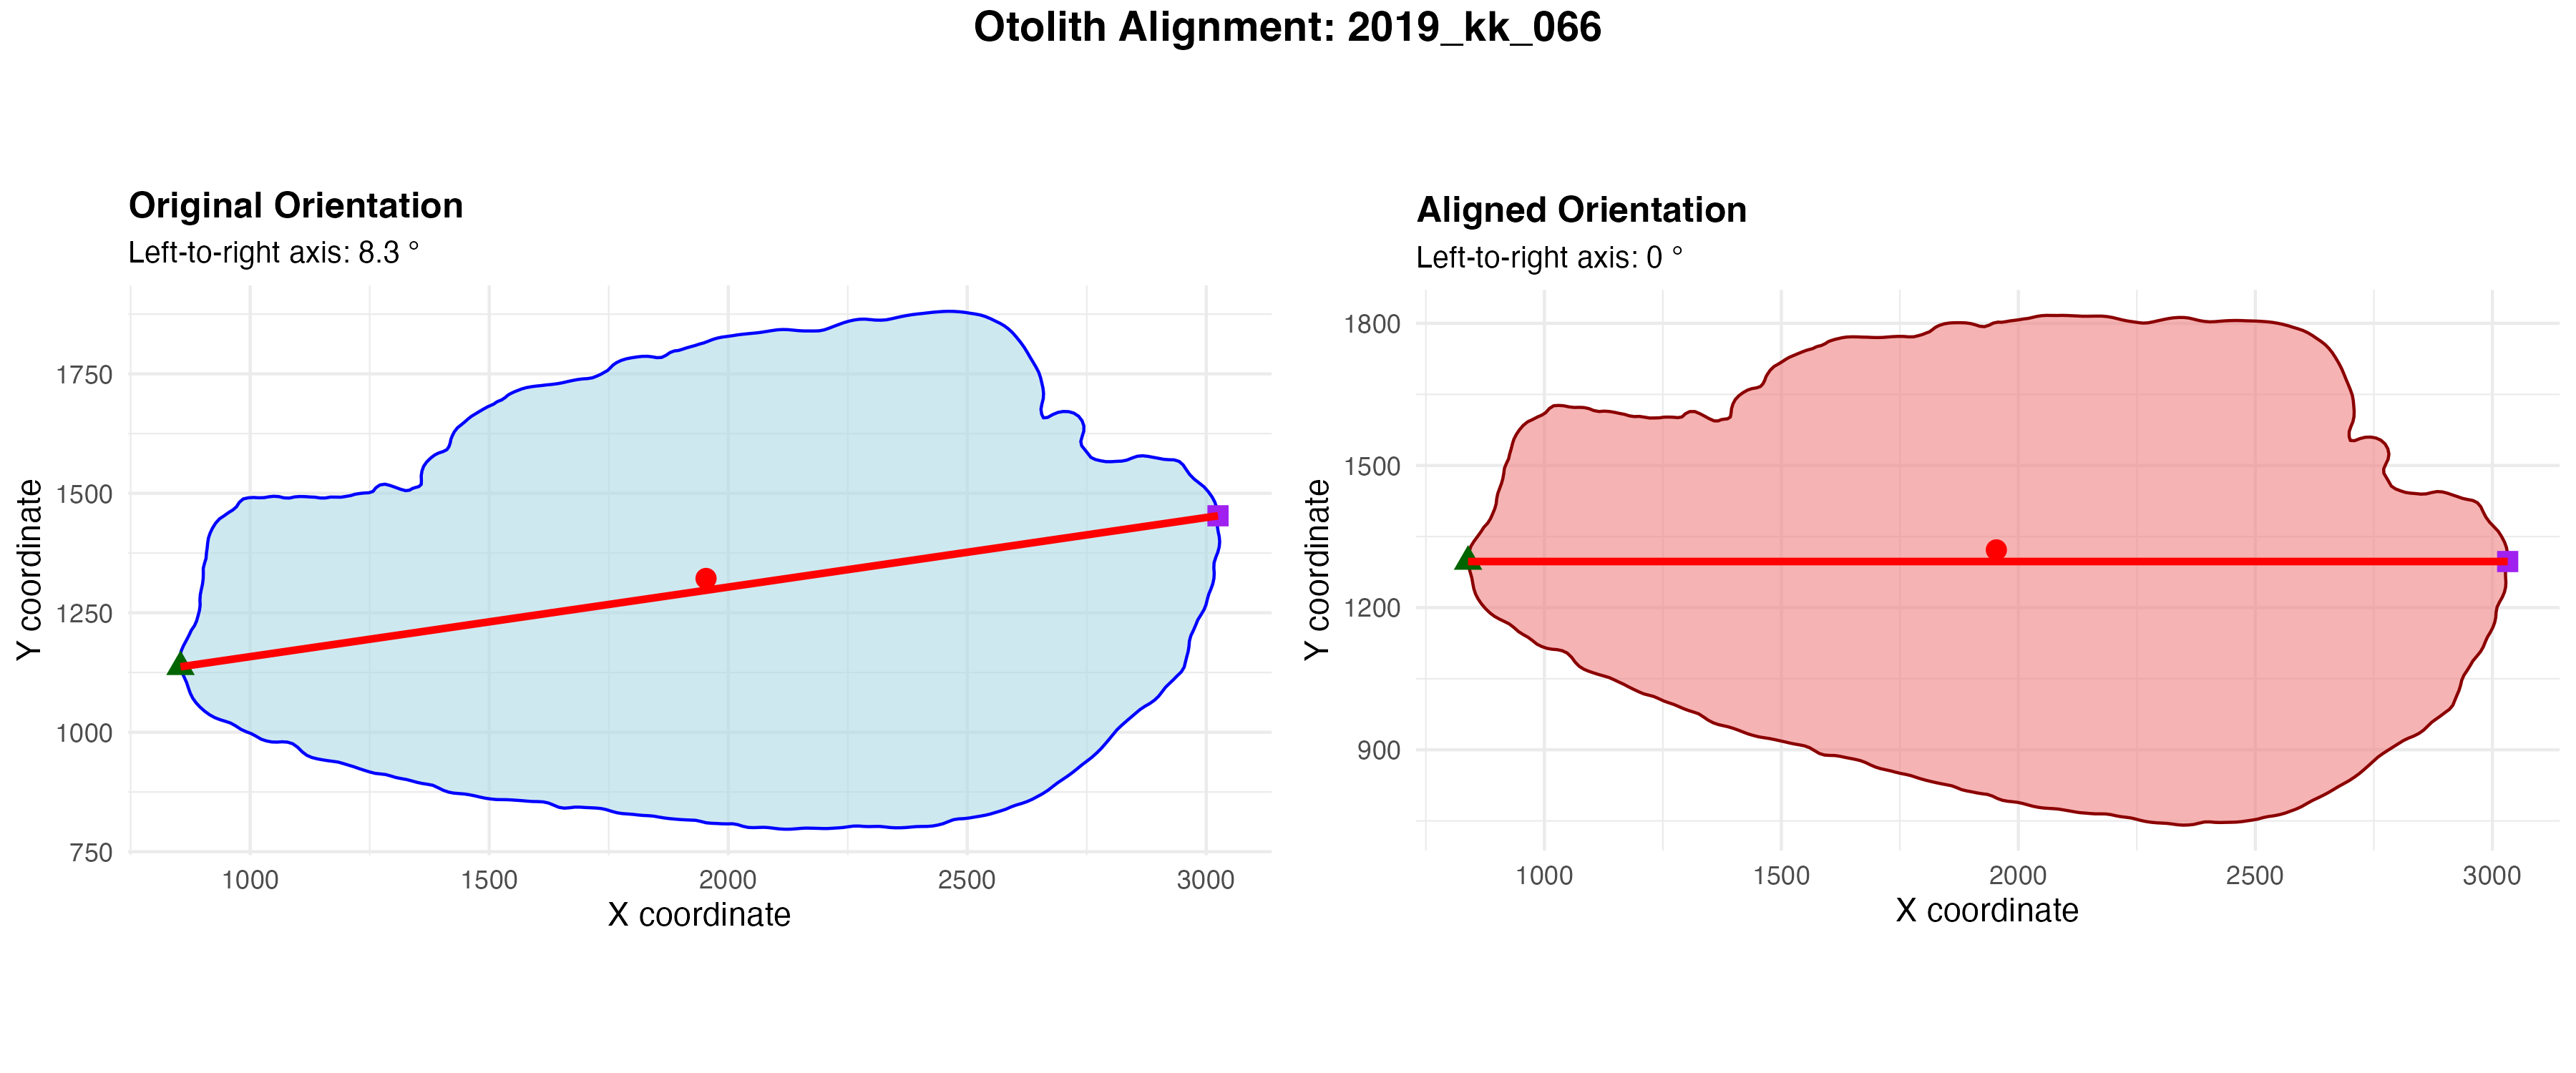 Otolith Alignment: 2019_kk_066
Original Orientation
Left-to-right axis: 8.3 °
1750
1500
1250
1000
750
Y coordinate
1000 1500 2000 2500 3000
X coordinate
Aligned Orientation
Left-to-right axis: 0 °
1800
1500
1200
900
Y coordinate
1000 1500 2000 2500 3000
X coordinate